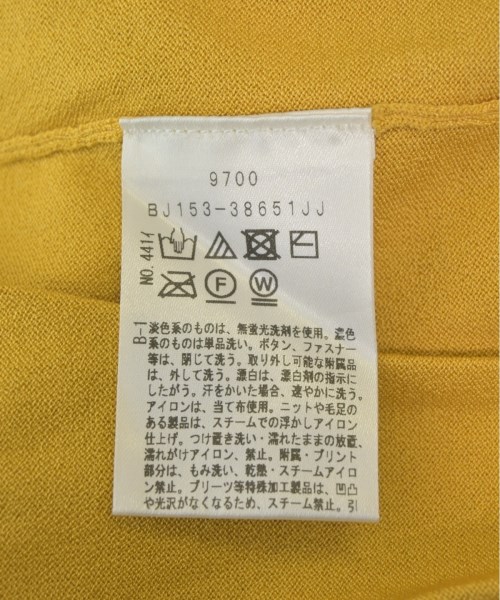 9700
BJ153-38651JJ
NO.441イ
F W
B-1
淡色系のものは、無蛍光洗剤を使用。濃色
系のものは単品洗い。ボタン、ファスナー
等は、閉じて洗う。取り外し可能な附属品
は、外して洗う。漂白は、漂白剤の指示に
したがう。汗をかいた場合、速やかに洗う。
アイロンは、当て布使用。ニットや毛足の
ある製品は、スチームでの浮かしアイロン
仕上げ。つけ置き洗い・濡れたままの放置、
濡れがけアイロン、禁止。附属・プリント
部分は、もみ洗い、乾燥・スチームアイロ
ン禁止。プリーツ等特殊加工製品は、凹凸
や光沢がなくなるため、スチーム禁止。引